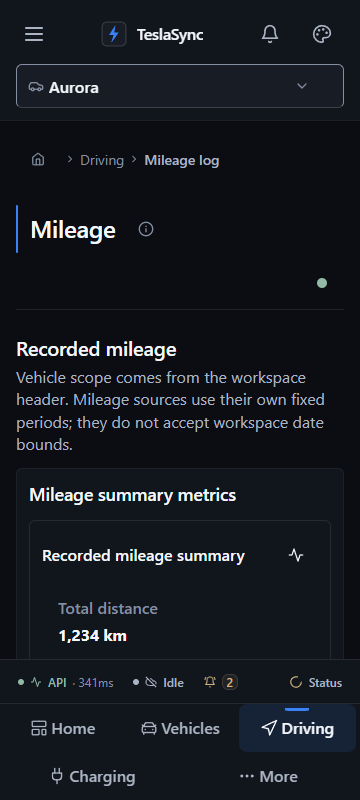 TeslaSync
Aurora
Driving
Mileage log
Mileage
Recorded mileage
Vehicle scope comes from the workspace
header. Mileage sources use their own fixed
periods; they do not accept workspace date
bounds.
Mileage summary metrics
Recorded mileage summary
Total distance
1,234 km
API · 341ms
Idle
2
Status
Home
Vehicles
Driving
Charging
More